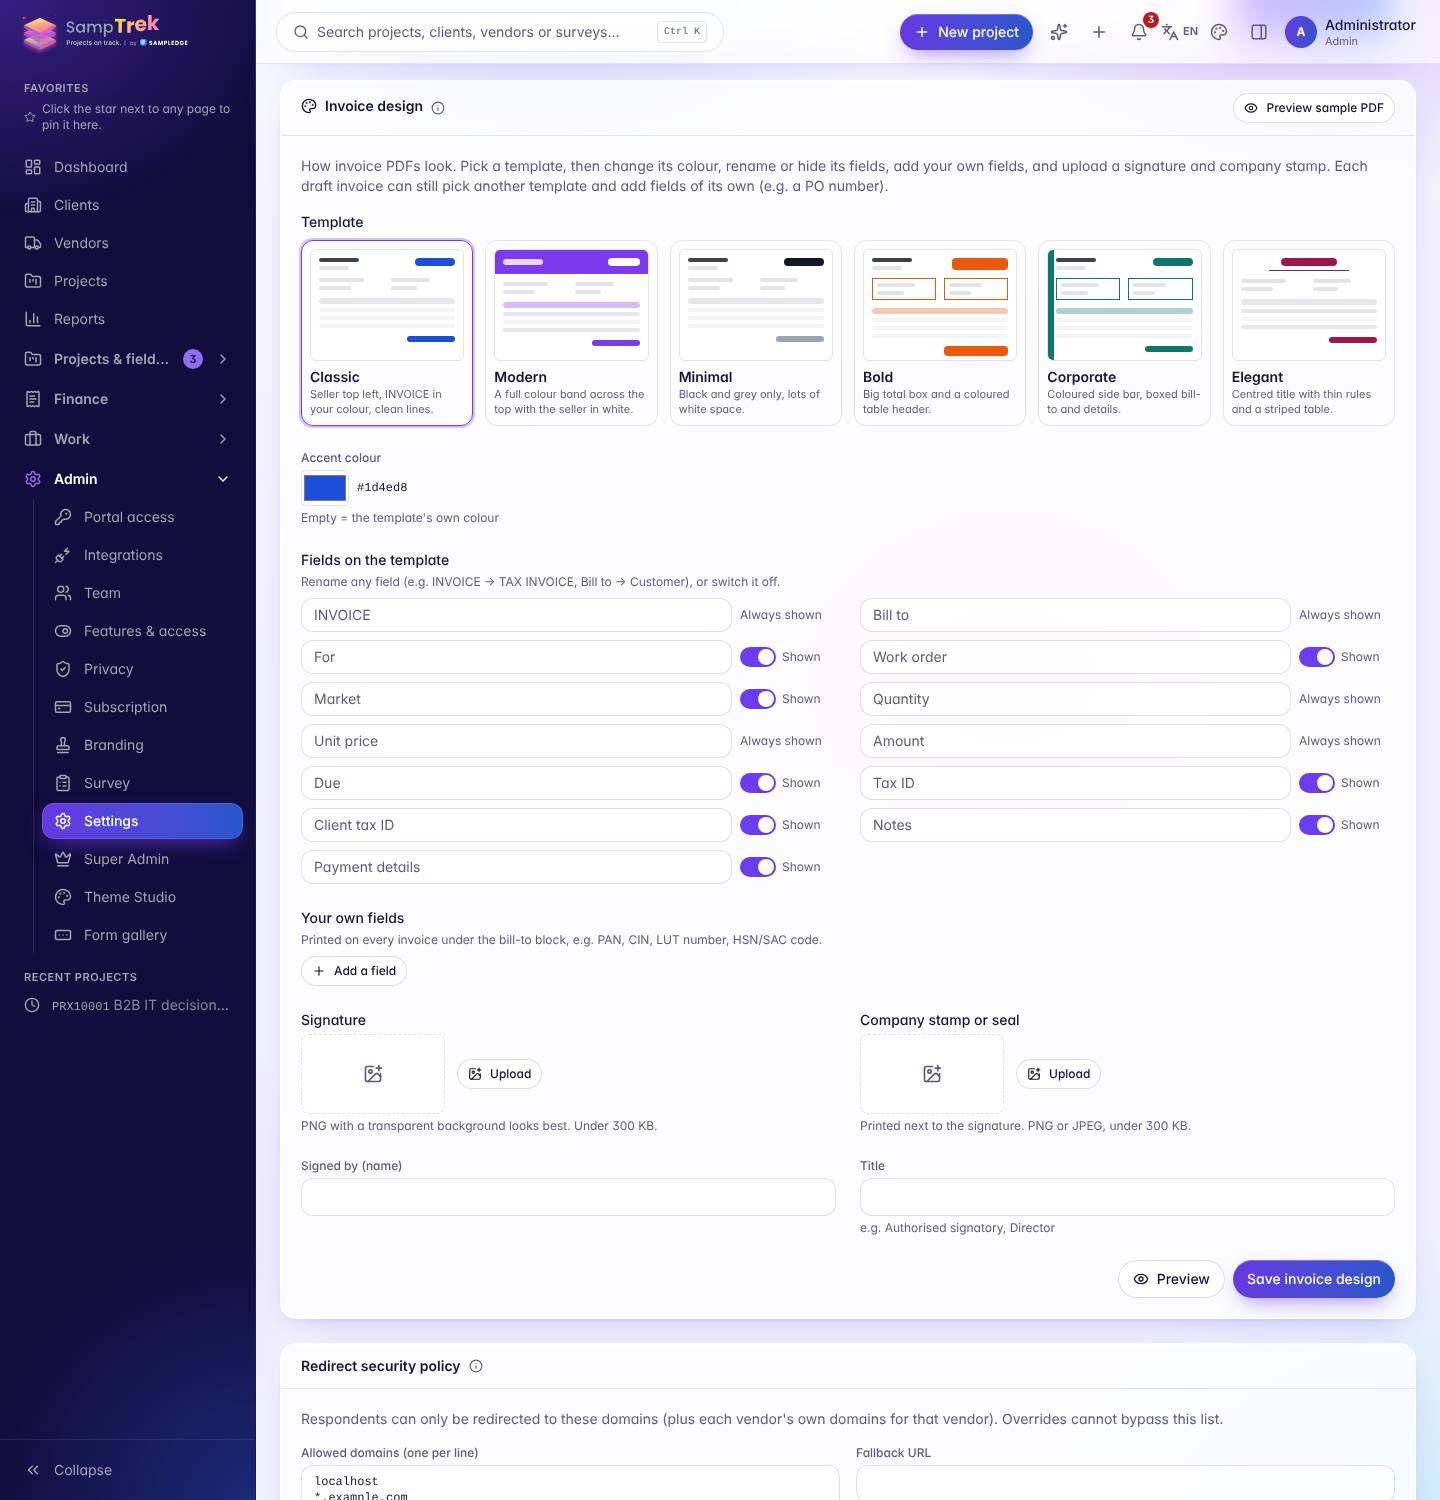 SampTrek
Projects on track. | by SAMPLEDGE
Search projects, clients, vendors or surveys...
Ctrl K
New project
3
EN
A
Administrator
Admin
FAVORITES
Click the star next to any page to
pin it here.
Dashboard
Clients
Vendors
Projects
Reports
Projects & field...
3
Finance
Work
Admin
Portal access
Integrations
Team
Features & access
Privacy
Subscription
Branding
Survey
Settings
Super Admin
Theme Studio
Form gallery
RECENT PROJECTS
PRX10001 B2B IT decision...
Collapse
Invoice design
Preview sample PDF
How invoice PDFs look. Pick a template, then change its colour, rename or hide its fields, add your own fields, and upload a signature and company stamp. Each
draft invoice can still pick another template and add fields of its own (e.g. a PO number).
Template
Classic
Seller top left, INVOICE in
your colour, clean lines.
Modern
A full colour band across the
top with the seller in white.
Minimal
Black and grey only, lots of
white space.
Bold
Big total box and a coloured
table header.
Corporate
Coloured side bar, boxed bill-
to and details.
Elegant
Centred title with thin rules
and a striped table.
Accent colour
#1d4ed8
Empty = the template's own colour
Fields on the template
Rename any field (e.g. INVOICE → TAX INVOICE, Bill to → Customer), or switch it off.
INVOICE Always shown
Bill to Always shown
For Shown
Work order Shown
Market Shown
Quantity Always shown
Unit price Always shown
Amount Always shown
Due Shown
Tax ID Shown
Client tax ID Shown
Notes Shown
Payment details Shown
Your own fields
Printed on every invoice under the bill-to block, e.g. PAN, CIN, LUT number, HSN/SAC code.
Add a field
Signature
Upload
PNG with a transparent background looks best. Under 300 KB.
Company stamp or seal
Upload
Printed next to the signature. PNG or JPEG, under 300 KB.
Signed by (name)
Title
e.g. Authorised signatory, Director
Preview
Save invoice design
Redirect security policy
Respondents can only be redirected to these domains (plus each vendor's own domains for that vendor). Overrides cannot bypass this list.
Allowed domains (one per line)
Fallback URL
localhost
*.example.com